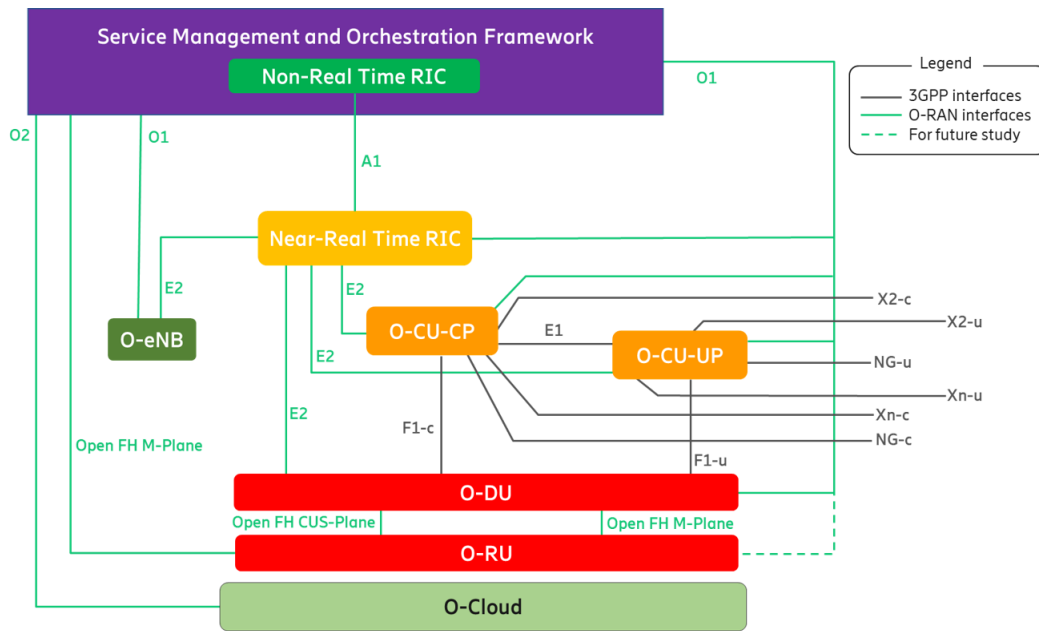 Service Management and Orchestration Framework
Non-Real Time RIC
O1
Legend
3GPP interfaces
O-RAN interfaces
For future study
O2
O1
A1
Near-Real Time RIC
E2
E2
O-eNB
O-CU-CP
E1
O-CU-UP
X2-c
X2-u
NG-u
Xn-u
Xn-c
NG-c
E2
E2
F1-c
F1-u
Open FH M-Plane
O-DU
Open FH CUS-Plane
Open FH M-Plane
O-RU
O-Cloud